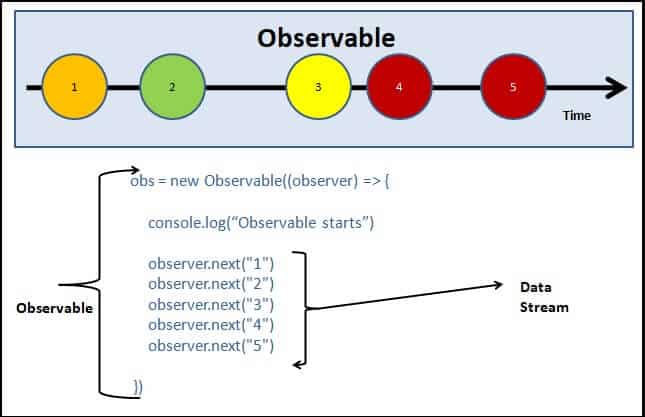 Observable
1 2 3 4 5
Time
obs = new Observable((observer) => {
console.log(“Observable starts”)
observer.next("1")
observer.next("2")
observer.next("3")
observer.next("4")
observer.next("5")
})
Observable
Data
Stream